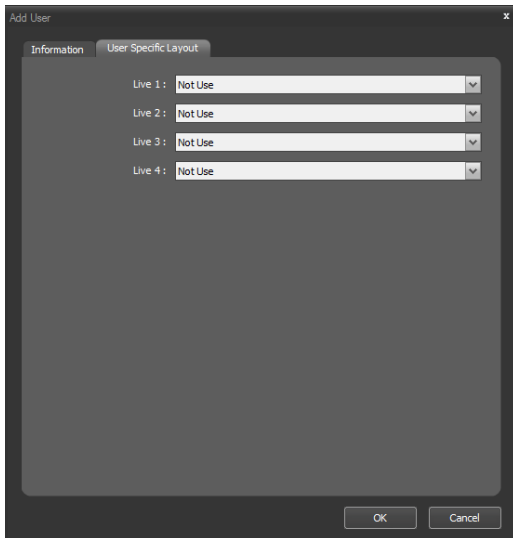 Add User x
Information User Specific Layout
Live 1 : Not Use
Live 2 : Not Use
Live 3 : Not Use
Live 4 : Not Use
OK Cancel